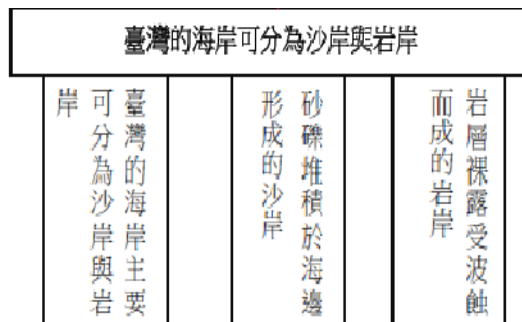 臺灣的海岸可分為沙岸與岩岸
岩層裸露受波蝕
而成的岩岸
砂礫堆積於海邊
形成的沙岸
臺灣的海岸主要
可分為沙岸與岩
岸